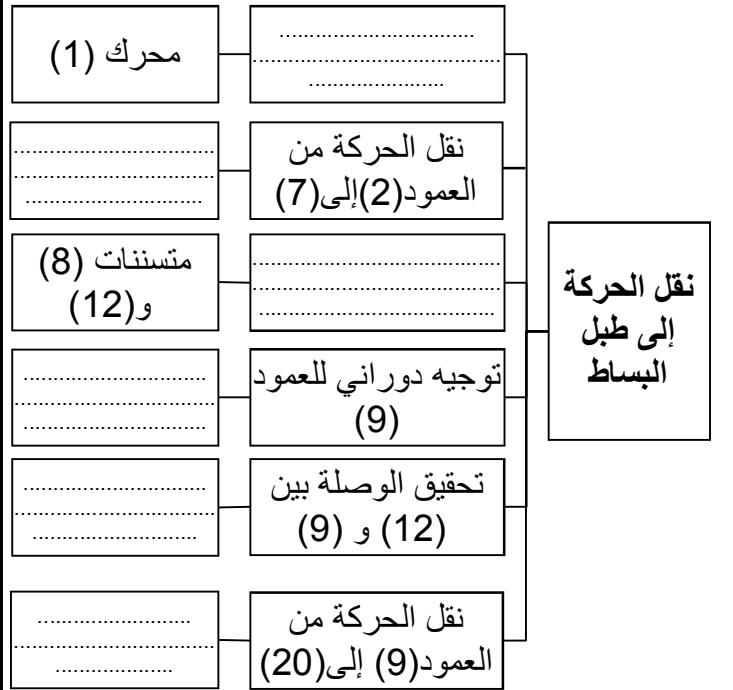 ................................
.........................................
.......................
محرك (1)
نقل الحركة من
العمود(2)إلى(7)
..................................
..................................
..............................
.........................................
.........................................
.......................................
متسننات (8)
و(12)
نقل الحركة
إلى طبل
البساط
توجيه دوراني للعمود
(9)
...............................
..................................
...............................
تحقيق الوصلة بين
(12) و (9)
...............................
..................................
............................
نقل الحركة من
العمود(9) إلى(20)
..........................
..................................
....................